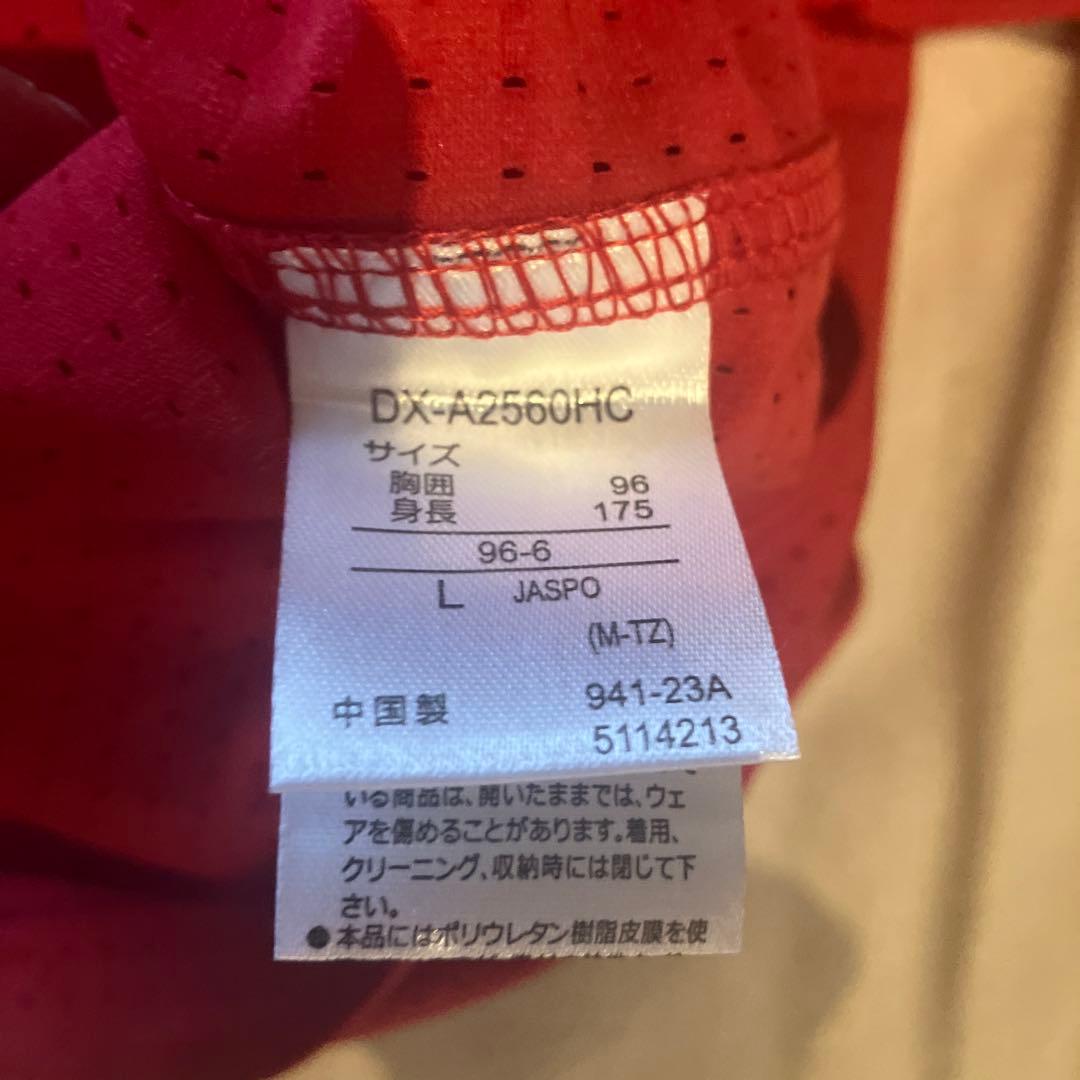 DX-A2560HC
サイズ
胸囲 96
身長 175
96-6
L JASPO
(M-TZ)
中国製 941-23A
5114213
いる商品は、開いたままでは、ウェ
アを傷めることがあります。着用、
クリーニング、収納時には閉じて下
さい。
●本品にはポリウレタン樹脂皮膜を使